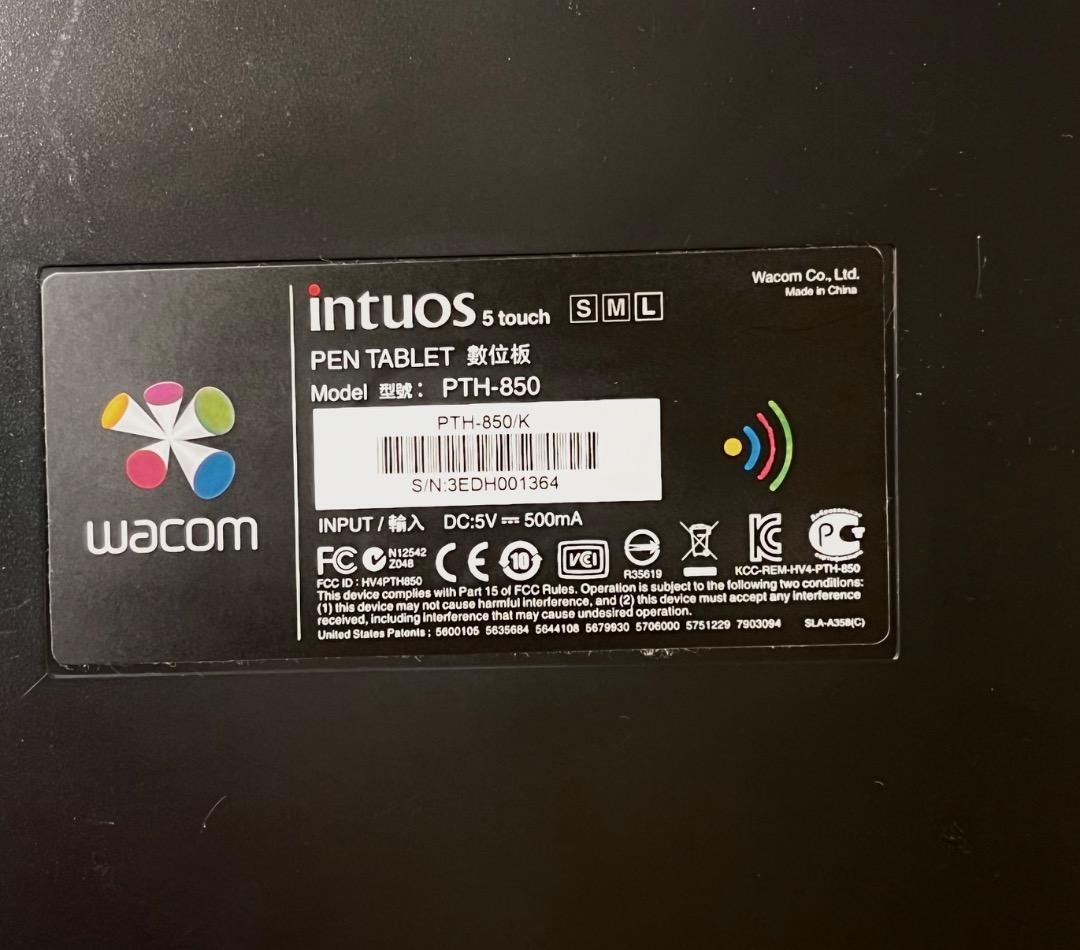 wacom
intuos 5 touch S M L
Wacom Co., Ltd.
Made in China
PEN TABLET 數位板
Model 型號： PTH-850
PTH-850/K
S/N:3EDH001364
INPUT / 輸入 DC:5V ⎓ 500mA
FC N12542
Z048
CE 10 VCI R35619 KCC-REM-HV4-PTH-850
FCC ID : HV4PTH850
This device complies with Part 15 of FCC Rules. Operation is subject to the following two conditions:
(1) this device may not cause harmful interference, and (2) this device must accept any interference
received, including interference that may cause undesired operation.
United States Patents : 5600105 5635684 5644108 5679930 5706000 5751229 7903094 SLA-A358(C)